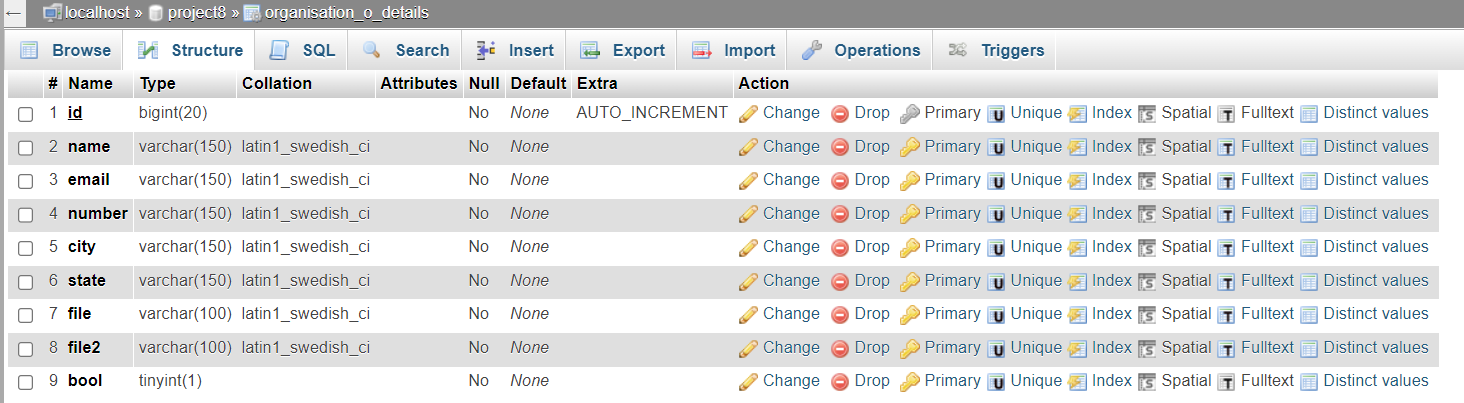 localhost » project8 » organisation_o_details
Browse Structure SQL Search Insert Export Import Operations Triggers
# Name Type Collation Attributes Null Default Extra Action
1 id bigint(20) No None AUTO_INCREMENT Change Drop Primary Unique Index Spatial Fulltext Distinct values
2 name varchar(150) latin1_swedish_ci No None Change Drop Primary Unique Index Spatial Fulltext Distinct values
3 email varchar(150) latin1_swedish_ci No None Change Drop Primary Unique Index Spatial Fulltext Distinct values
4 number varchar(150) latin1_swedish_ci No None Change Drop Primary Unique Index Spatial Fulltext Distinct values
5 city varchar(150) latin1_swedish_ci No None Change Drop Primary Unique Index Spatial Fulltext Distinct values
6 state varchar(150) latin1_swedish_ci No None Change Drop Primary Unique Index Spatial Fulltext Distinct values
7 file varchar(100) latin1_swedish_ci No None Change Drop Primary Unique Index Spatial Fulltext Distinct values
8 file2 varchar(100) latin1_swedish_ci No None Change Drop Primary Unique Index Spatial Fulltext Distinct values
9 bool tinyint(1) No None Change Drop Primary Unique Index Spatial Fulltext Distinct values